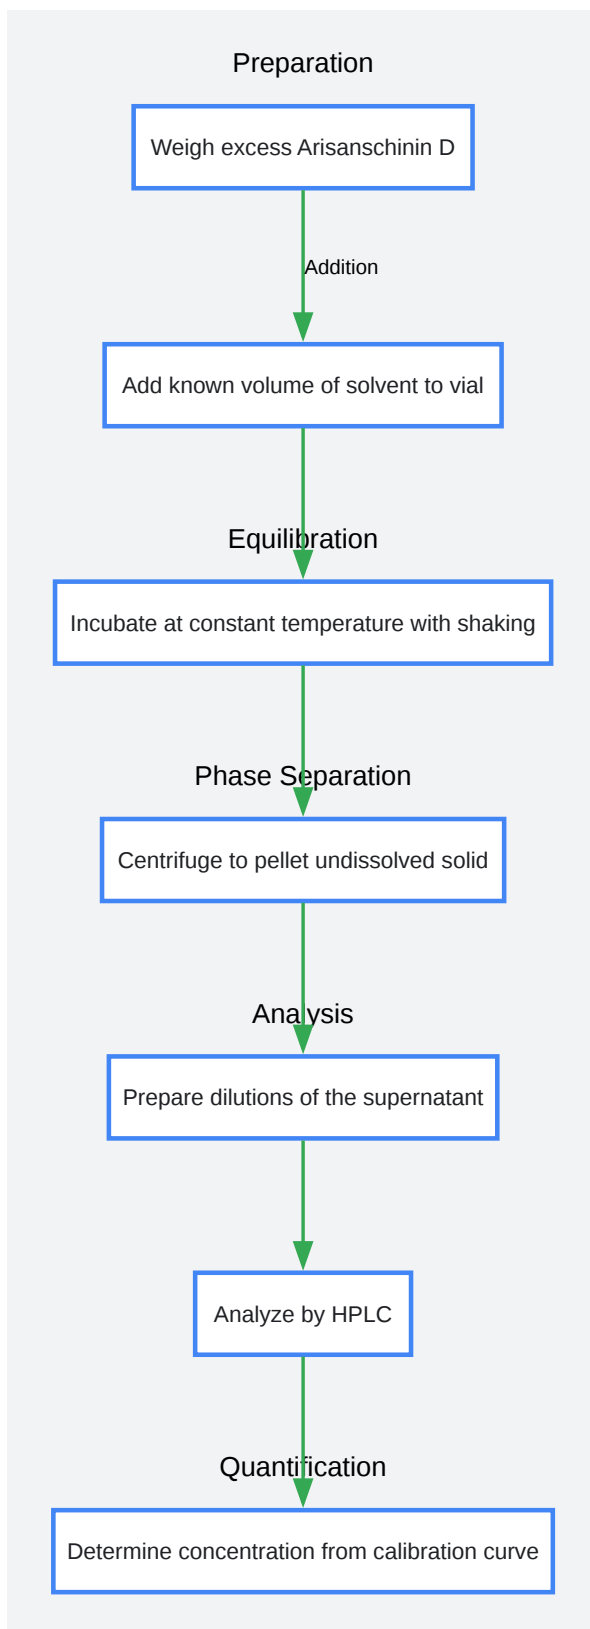 Preparation
Weigh excess Arisanschinin D
Addition
Add known volume of solvent to vial
Equilibration
Incubate at constant temperature with shaking
Phase Separation
Centrifuge to pellet undissolved solid
Analysis
Prepare dilutions of the supernatant
Analyze by HPLC
Quantification
Determine concentration from calibration curve